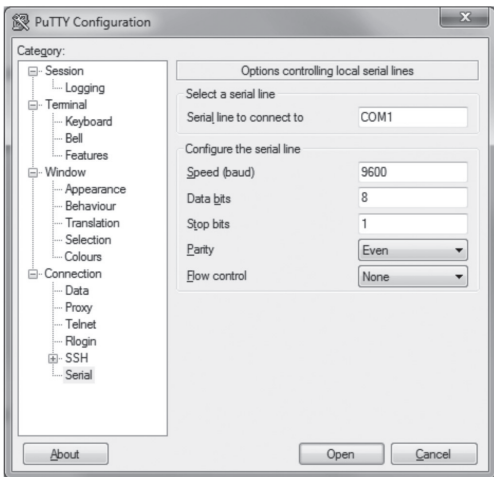 PuTTY Configuration
X
Category:
Session
Logging
Terminal
Keyboard
Bell
Features
Window
Appearance
Behaviour
Translation
Selection
Colours
Connection
Data
Proxy
Telnet
Rlogin
SSH
Serial
Options controlling local serial lines
Select a serial line
Serial line to connect to COM1
Configure the serial line
Speed (baud) 9600
Data bits 8
Stop bits 1
Parity Even
Flow control None
About Open Cancel